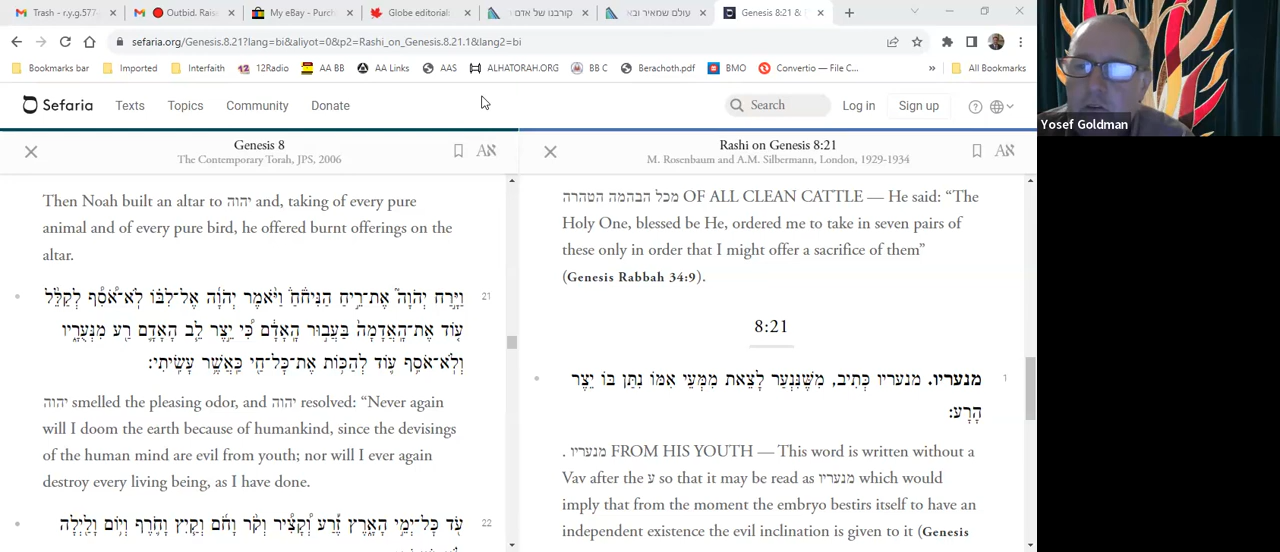 Trash - r.y.g.577
Outbid. Rais
My eBay - Purch
Globe editorial:
קורבנו של אדם
עולם שמאיר ובא
Genesis 8:21 &
sefaria.org/Genesis.8.21?lang=bi&aliyot=0&p2=Rashi_on_Genesis.8.21.1&lang2=bi
Bookmarks bar
Imported
Interfaith
12Radio
AA BB
AA Links
AAS
ALHATORAH.ORG
BB C
Berachoth.pdf
BMO
Convertio — File C...
»
All Bookmarks
Sefaria
Texts
Topics
Community
Donate
Search
Log in
Sign up
Yosef Goldman
Genesis 8
The Contemporary Torah, JPS, 2006
Then Noah built an altar to יהוה and, taking of every pure
animal and of every pure bird, he offered burnt offerings on the
altar.
21
וַיָּ֣רַח יְהֹוָה֮ אֶת־רֵ֣יחַ הַנִּיחֹ֒חַ֒ וַיֹּ֨אמֶר יְהֹוָ֜ה אֶל־לִבּ֗וֹ לֹֽא־אֹ֠סִ֠ף לְקַלֵּ֨ל
ע֤וֹד אֶת־הָֽאֲדָמָה֙ בַּעֲב֣וּר הָֽאָדָ֔ם כִּ֠י יֵ֣צֶר לֵ֧ב הָאָדָ֛ם רַ֖ע מִנְּעֻרָ֑יו
וְלֹֽא־אֹסִ֥ף ע֛וֹד לְהַכּ֥וֹת אֶת־כׇּל־חַ֖י כַּֽאֲשֶׁ֥ר עָשִֽׂיתִי׃
יהוה smelled the pleasing odor, and יהוה resolved: “Never again
will I doom the earth because of humankind, since the devisings
of the human mind are evil from youth; nor will I ever again
destroy every living being, as I have done.
22
עֹ֖ד כׇּל־יְמֵ֣י הָאָ֑רֶץ זֶ֡רַע וְ֠קָצִ֠יר וְקֹ֨ר וָחֹ֜ם וְקַ֧יִץ וָחֹ֛רֶף וְי֥וֹם וָלַ֖יְלָה
Rashi on Genesis 8:21
M. Rosenbaum and A.M. Silbermann, London, 1929-1934
מכל הבהמה הטהרה OF ALL CLEAN CATTLE — He said: “The
Holy One, blessed be He, ordered me to take in seven pairs of
these only in order that I might offer a sacrifice of them”
(Genesis Rabbah 34:9).
8:21
1
מנעריו. מנעריו כְּתִיב, מִשֶּׁנִּנְעַר לָצֵאת מִמְּעֵי אִמּוֹ נִתַּן בּוֹ יֵצֶר
הָרַע:
. מנעריו FROM HIS YOUTH — This word is written without a
Vav after the ע so that it may be read as מנעריו which would
imply that from the moment the embryo bestirs itself to have an
independent existence the evil inclination is given to it (Genesis